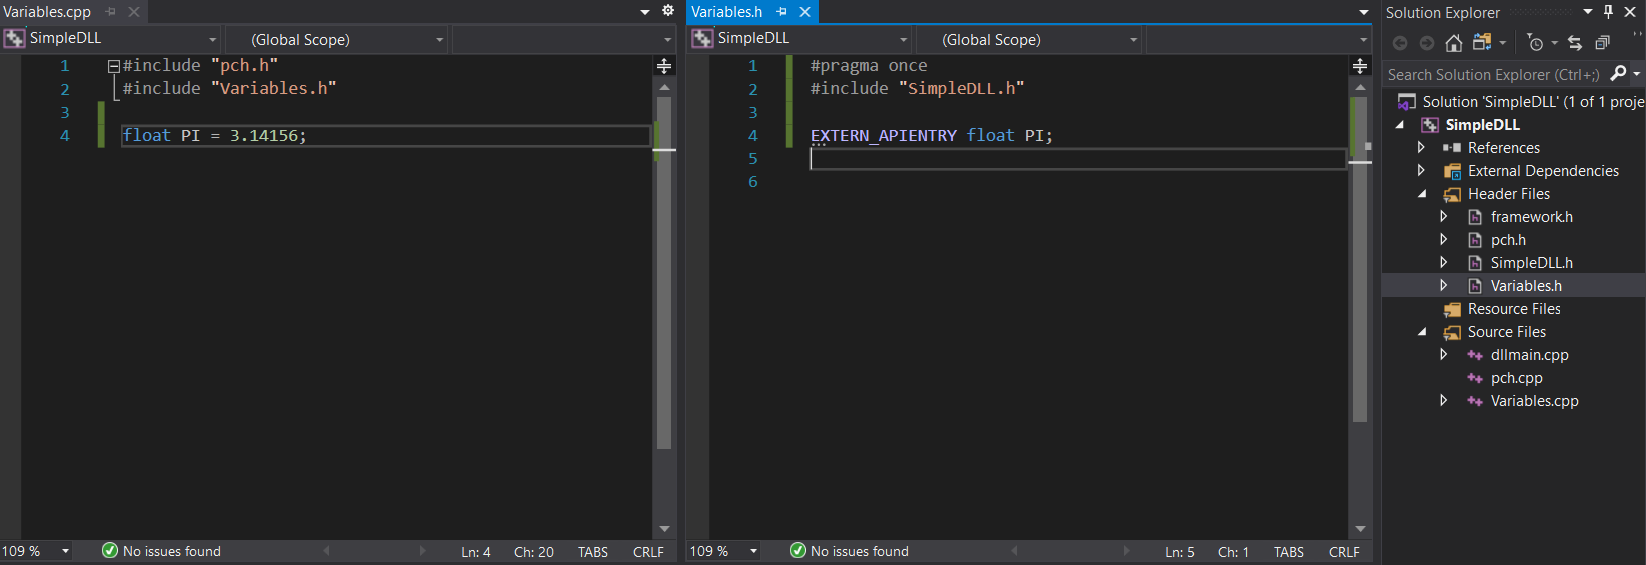 Variables.cpp
SimpleDLL
(Global Scope)
1 #include "pch.h"
2 #include "Variables.h"
3
4 float PI = 3.14156;
109 %
No issues found
Ln: 4 Ch: 20 TABS CRLF
Variables.h
SimpleDLL
(Global Scope)
1 #pragma once
2 #include "SimpleDLL.h"
3
4 EXTERN_APIENTRY float PI;
5
6
109 %
No issues found
Ln: 5 Ch: 1 TABS CRLF
Solution Explorer
Search Solution Explorer (Ctrl+;)
Solution 'SimpleDLL' (1 of 1 proje
SimpleDLL
References
External Dependencies
Header Files
framework.h
pch.h
SimpleDLL.h
Variables.h
Resource Files
Source Files
dllmain.cpp
pch.cpp
Variables.cpp